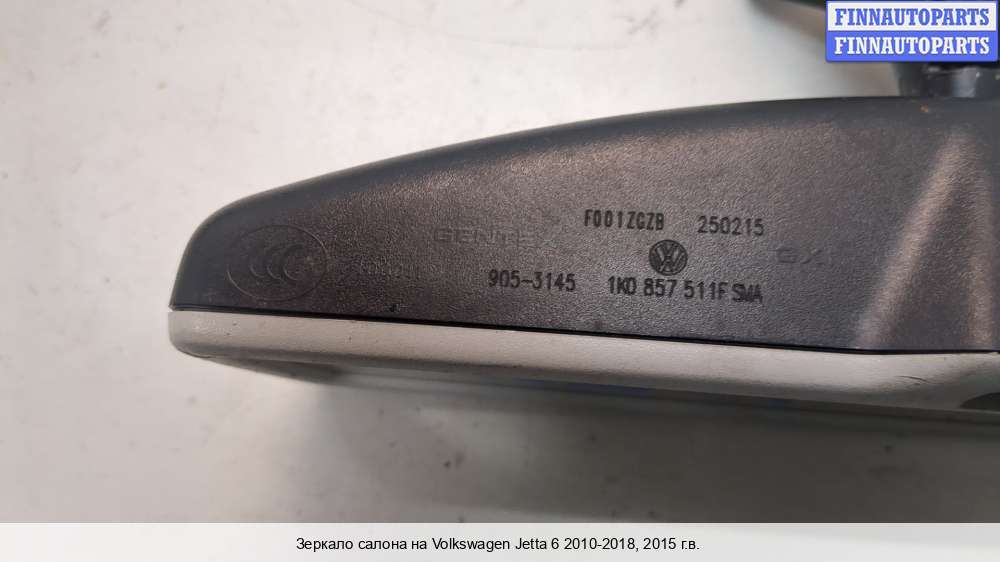 FINNAUTOPARTS
FINNAUTOPARTS
F001ZGZB 250215
GENTEX
905-3145 1K0 857 511F SMA
Зеркало салона на Volkswagen Jetta 6 2010-2018, 2015 г.в.